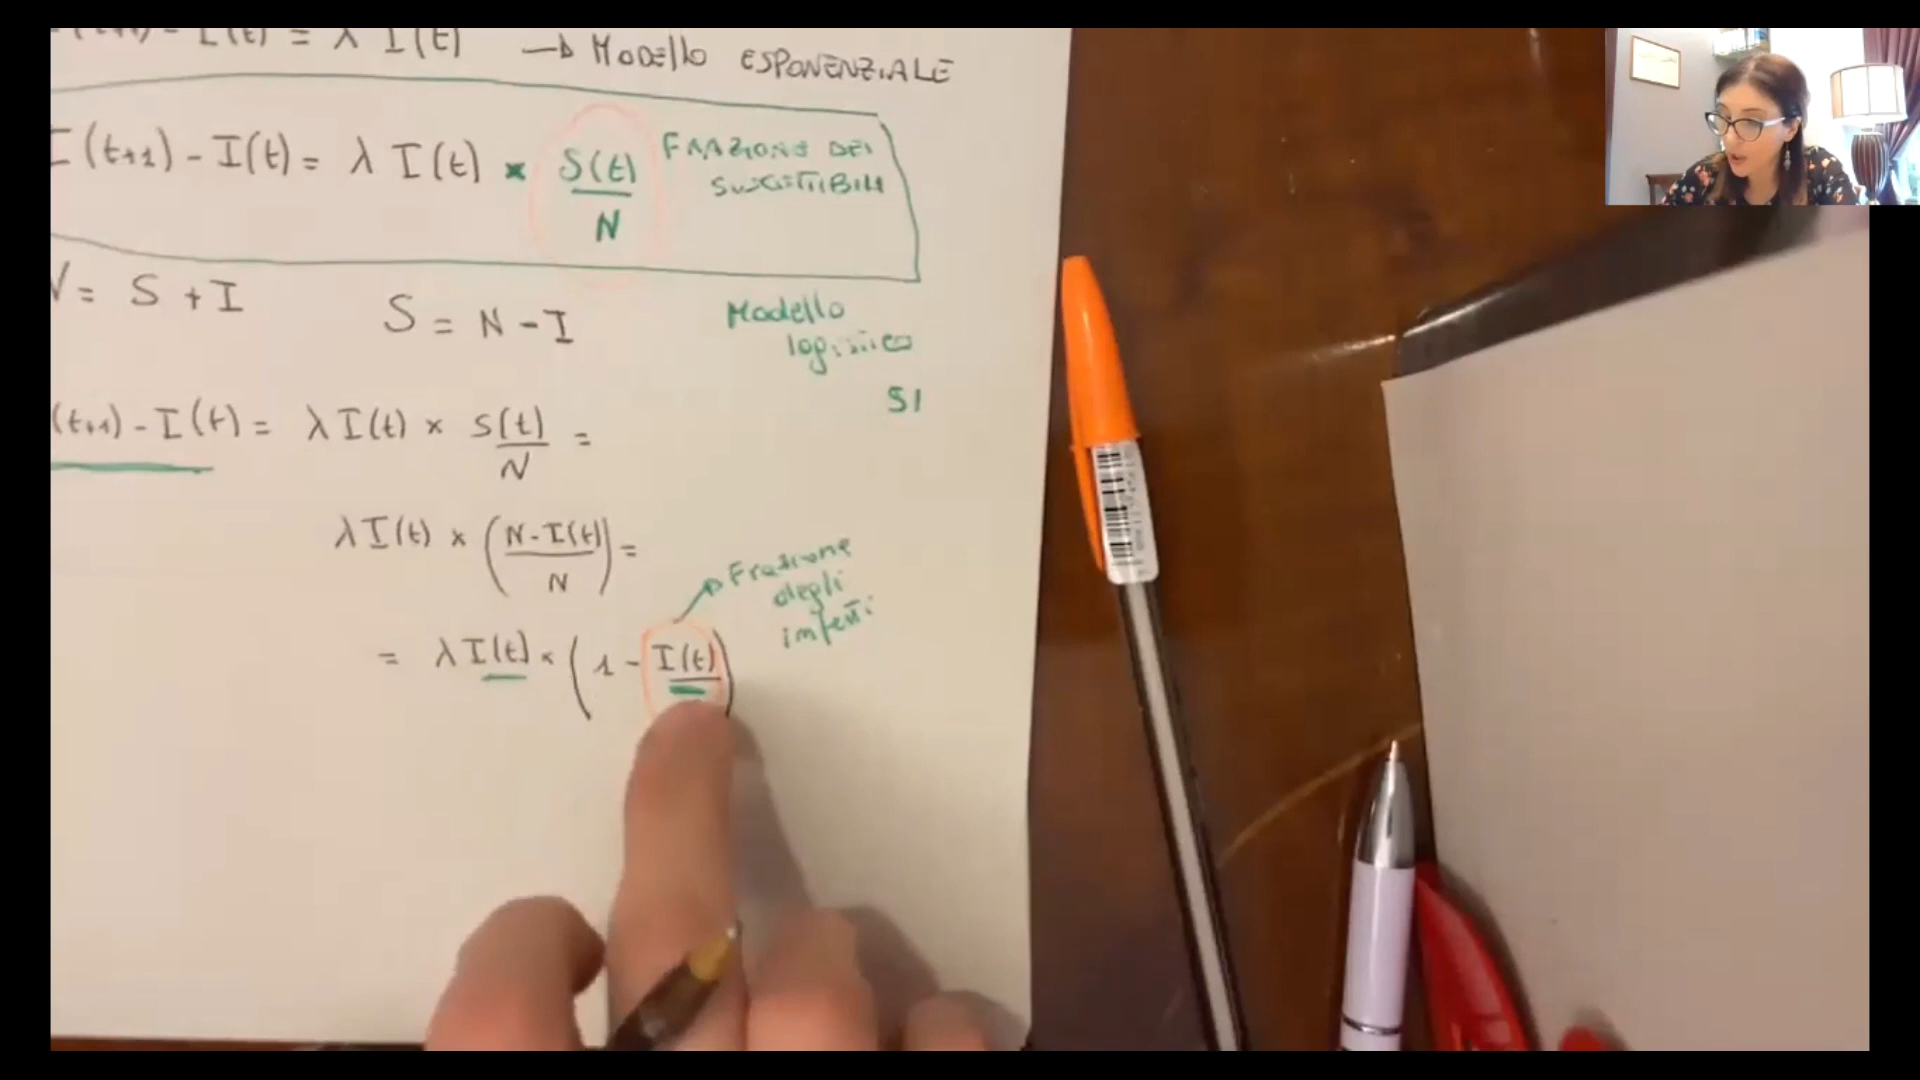 I(t) = λ I(t) → Modello ESPONENZIALE
I(t+1) - I(t) = λ I(t) × S(t)/N FRAZIONE DEI
SUSCETTIBILI
N = S + I
S = N - I
Modello
logistico
SI
(t+1) - I(t) = λ I(t) × S(t)/N =
λ I(t) × (N - I(t)/N) =
Frazione
degli
infetti
= λ I(t) × (1 - I(t))